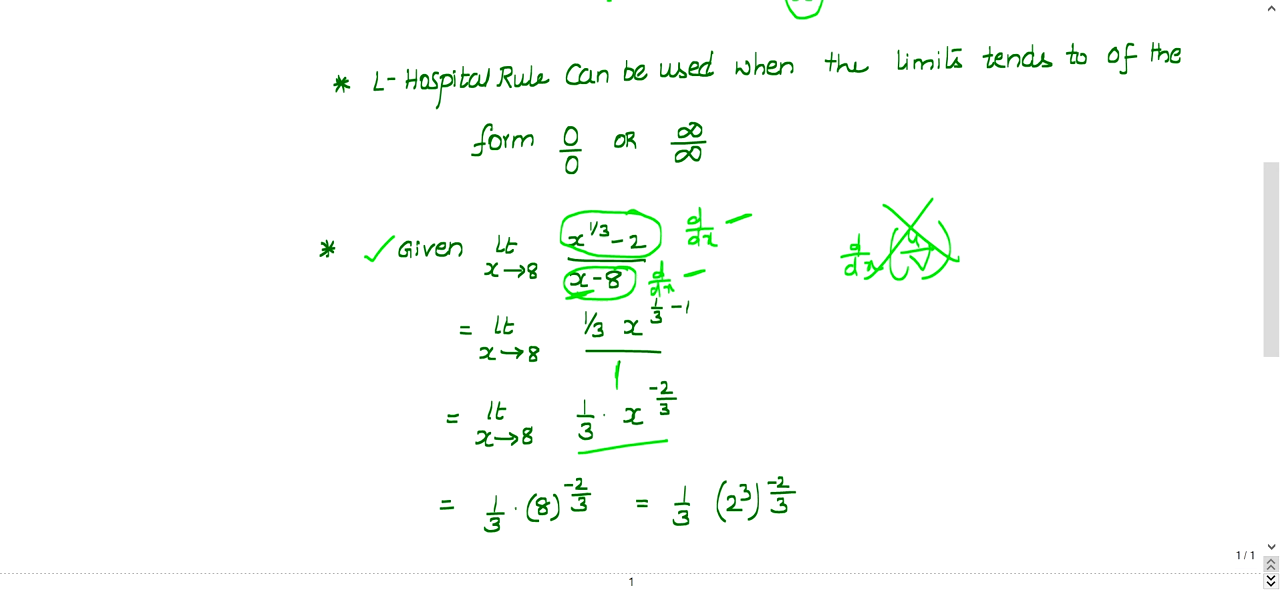 * L-Hospital Rule can be used when the limits tends to of the
form 0/0 OR ∞/∞
* ✓ Given lt x→8 (x^(1/3) - 2)/(x - 8) d/dx - d/dx - d/dx (u/v)
= lt x→8 (1/3 x^(1/3 - 1))/1
= lt x→8 1/3 · x^(-2/3)
= 1/3 · (8)^(-2/3) = 1/3 (2^3)^(-2/3)
1 / 1
1